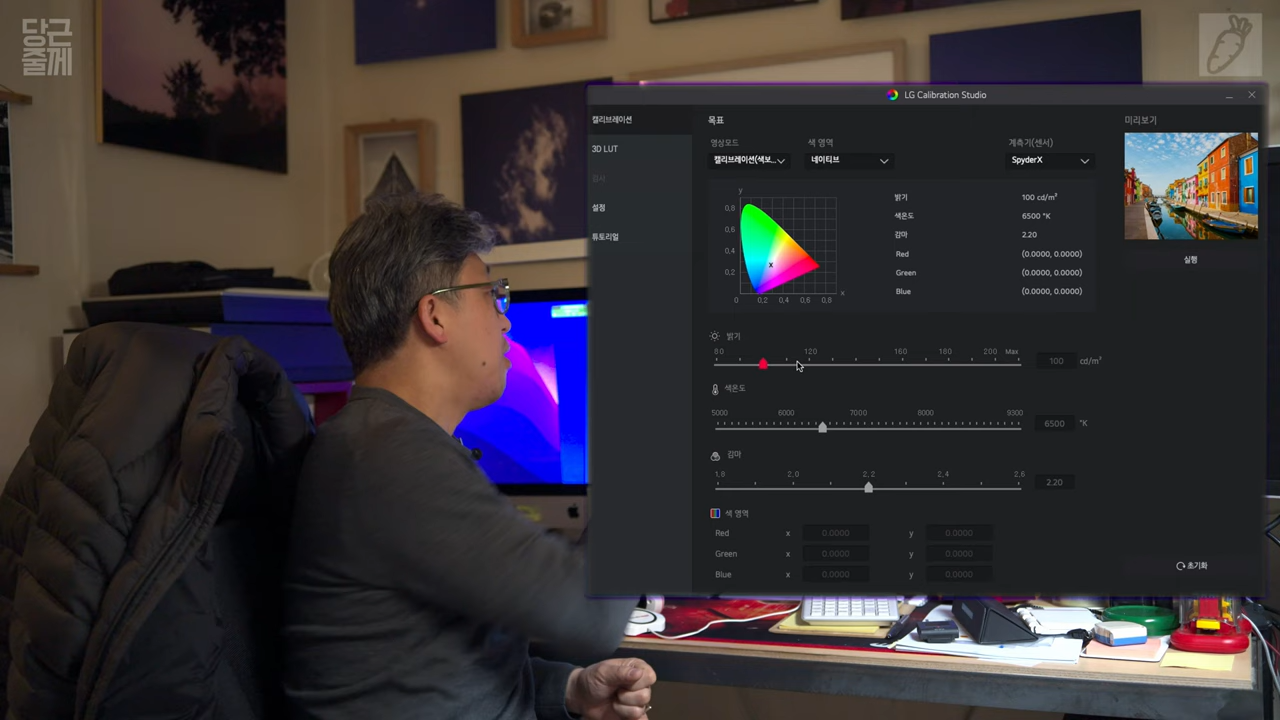 당근
줄께
LG Calibration Studio
캘리브레이션
3D LUT
설정
튜토리얼
목표
영상모드
색 영역
계측기(센서)
캘리브레이션(색보...
네이티브
SpyderX
미리보기
y
0,8
0,6
0,4
0,2
0
0,2
0,4
0,6
0,8
x
밝기 100 cd/m²
색온도 6500 °K
감마 2.20
Red (0.0000, 0.0000)
Green (0.0000, 0.0000)
Blue (0.0000, 0.0000)
실행
밝기
80 120 160 180 200 Max
100 cd/m²
색온도
5000 6000 7000 8000 9300
6500 °K
감마
1,8 2,0 2,2 2,4 2,6
2.20
색 영역
Red x 0.0000 y 0.0000
Green x 0.0000 y 0.0000
Blue x 0.0000 y 0.0000
초기화